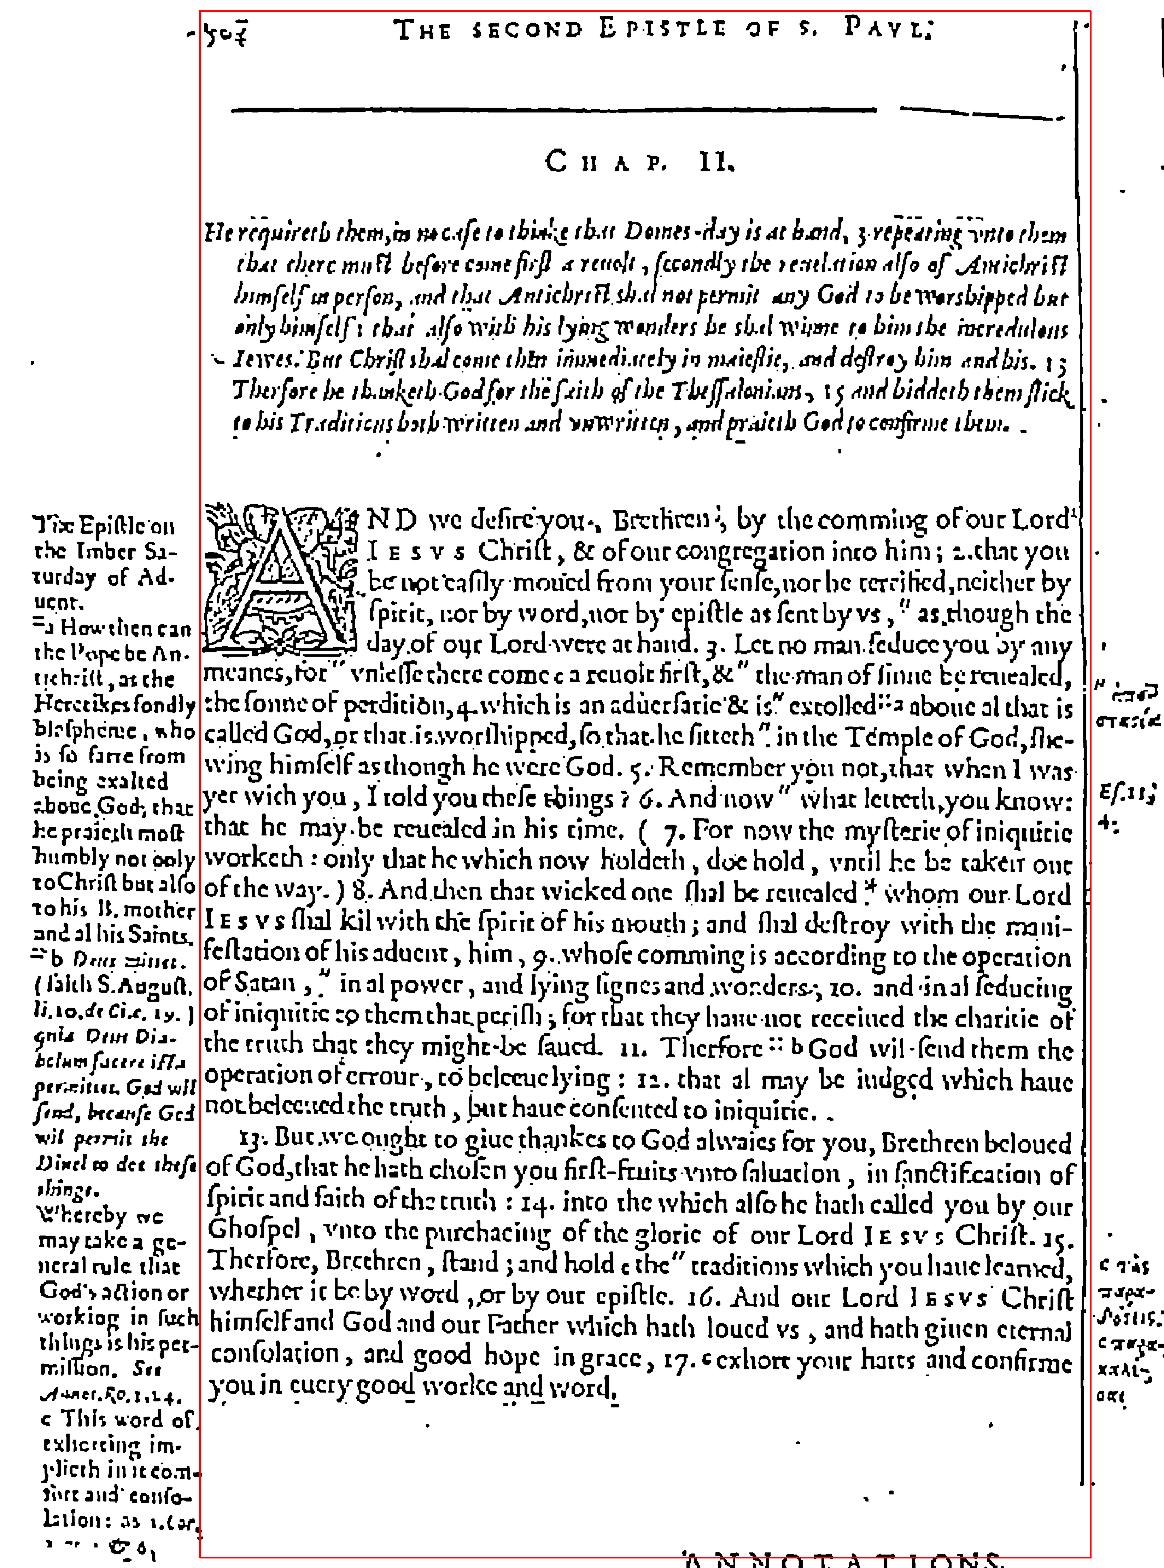 THE SECOND EPISTLE OF S. PAVL.
CHAP. II.
He requireth them, in no case to thinke that Domes-day is at hand, 3 repeating vnto them
that there must before come first a reuolt, secondly the reuelation also of Antichrist
himself in person, and that Antichrist shal not permit any God to be worshipped but
only himself: that also with his lying wonders he shal winne to him the incredulous
Iewes. But Christ shal come then immediately in maiestie, and destroy him and his. 13
Therfore he thanketh God for the faith of the Thessalonians, 15 and biddeth them stick
to his Traditions both written and vnwritten, and praieth God to confirme them.
The Epistle on
the Imber Sa-
turday of Ad-
uent.
a How then can
the Pope be An-
tichrist, as the
Heretikes fondly
blaspheme, who
is so farre from
being exalted
aboue God, that
he praieth most
humbly not only
to Christ but also
to his B. mother
and al his Saints.
b Deus mittet.
(saith S. August.
li. 10. de Ciu. 19.)
quia Deus Dia-
bolum facere ista
permittet. God wil
send, because God
wil permit the
Diuel to doe these
things.
Whereby we
may take a ge-
neral rule that
God's action or
working in such
things is his per-
mission. See
Annot. Ro. 1, 24.
c This word of
exhorting im-
plieth in it com-
fort and conso-
lation: as 1. Cor.
AND we desire you, Brethren, by the comming of our Lord
IESVS Christ, & of our congregation into him; 2. that you
be not easily moued from your sense, nor be terrified, neither by
spirit, nor by word, nor by epistle as sent by vs, " as though the
day of our Lord were at hand. 3. Let no man seduce you by any
meanes, for " vnlesse there come a reuolt first, & " the man of sinne be reuealed,
the sonne of perdition, 4. which is an aduersarie & is " extolled :: a aboue al that is
called God, or that is worshipped, so that he sitteth " in the Temple of God, she-
wing himself as though he were God. 5. Remember you not, that when I was
yet with you, I told you these things? 6. And now " what letteth, you know:
that he may be reuealed in his time. ( 7. For now the mysterie of iniquitie
worketh: only that he which now holdeth, doe hold, vntil he be taken out
of the way. ) 8. And then that wicked one shal be reuealed * whom our Lord
IESVS shal kil with the spirit of his mouth; and shal destroy with the mani-
festation of his aduent, him, 9. whose comming is according to the operation
of Satan, " in al power, and lying signes and wonders, 10. and in al seducing
of iniquitie to them that perish; for that they haue not receiued the charitie of
the truth that they might be saued. 11. Therfore :: b God wil send them the
operation of errour, to beleeue lying: 12. that al may be iudged which haue
not beleeued the truth, but haue consented to iniquitie.
13. But we ought to giue thankes to God alwaies for you, Brethren beloued
of God, that he hath chosen you first-fruits vnto saluation, in sanctification of
spirit and faith of the truth: 14. into the which also he hath called you by our
Ghospel, vnto the purchacing of the glorie of our Lord IESVS Christ. 15.
Therfore, Brethren, stand; and hold c the " traditions which you haue learned,
whether it be by word, or by our epistle. 16. And our Lord IESVS Christ
himself and God and our Father which hath loued vs, and hath giuen eternal
consolation, and good hope in grace, 17. c exhort your harts and confirme
you in euery good worke and word.
Es. 11,
4.
ANNOTATIONS